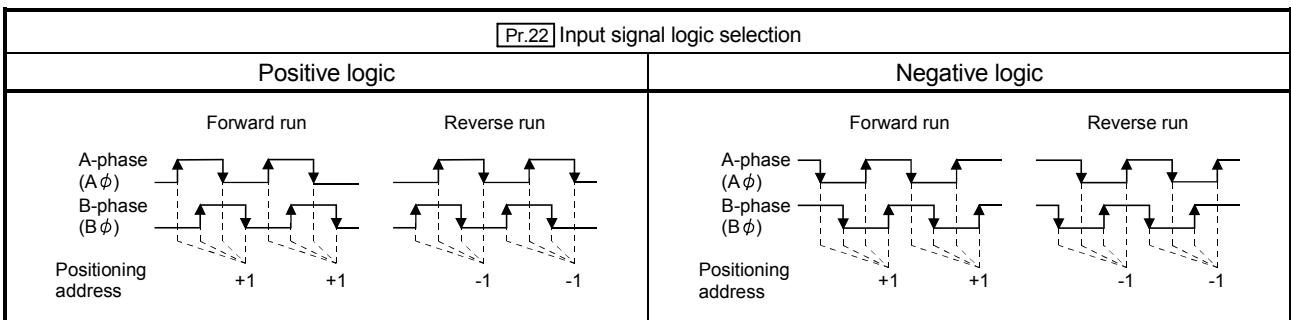 Pr.22 Input signal logic selection
Positive logic
Negative logic
Forward run
Reverse run
A-phase
(Aϕ)
B-phase
(Bϕ)
Positioning
address
+1
+1
-1
-1
Forward run
Reverse run
A-phase
(Aϕ)
B-phase
(Bϕ)
Positioning
address
+1
+1
-1
-1